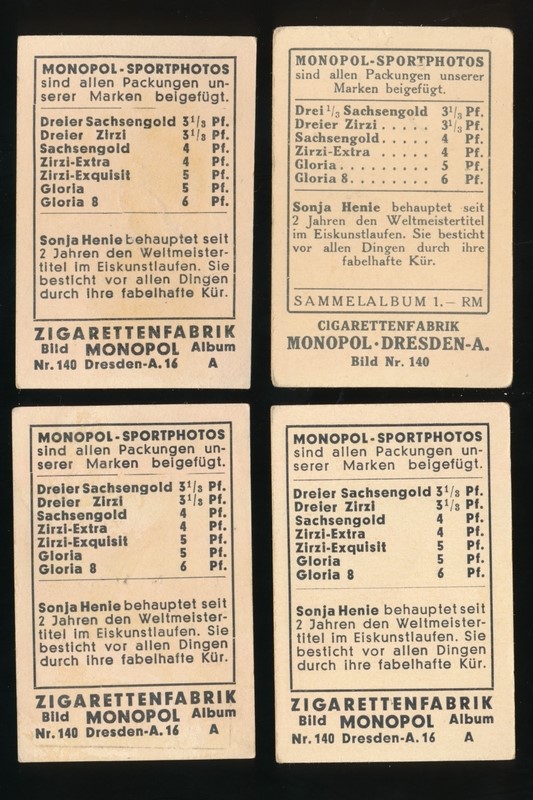 MONOPOL-SPORTPHOTOS
sind allen Packungen un-
serer Marken beigefügt.
Dreier Sachsengold 3 1/3 Pf.
Dreier Zirzi 3 1/3 Pf.
Sachsengold 4 Pf.
Zirzi-Extra 4 Pf.
Zirzi-Exquisit 5 Pf.
Gloria 5 Pf.
Gloria 8 6 Pf.
Sonja Henie behauptet seit
2 Jahren den Weltmeister-
titel im Eiskunstlaufen. Sie
besticht vor allen Dingen
durch ihre fabelhafte Kür.
ZIGARETTENFABRIK
Bild MONOPOL Album
Nr. 140 Dresden-A. 16 A
MONOPOL-SPORTPHOTOS
sind allen Packungen unserer
Marken beigefügt.
Drei 1/3 Sachsengold 3 1/3 Pf.
Dreier Zirzi ..... 3 1/3 Pf.
Sachsengold .... 4 Pf.
Zirzi-Extra ..... 4 Pf.
Gloria ......... 5 Pf.
Gloria 8 ........ 6 Pf.
Sonja Henie behauptet seit
2 Jahren den Weltmeistertitel
im Eiskunstlaufen. Sie besticht
vor allen Dingen durch ihre
fabelhafte Kür.
SAMMELALBUM 1.– RM
CIGARETTENFABRIK
MONOPOL·DRESDEN-A.
Bild Nr. 140
MONOPOL-SPORTPHOTOS
sind allen Packungen un-
serer Marken beigefügt.
Dreier Sachsengold 3 1/3 Pf.
Dreier Zirzi 3 1/3 Pf.
Sachsengold 4 Pf.
Zirzi-Extra 4 Pf.
Zirzi-Exquisit 5 Pf.
Gloria 5 Pf.
Gloria 8 6 Pf.
Sonja Henie behauptet seit
2 Jahren den Weltmeister-
titel im Eiskunstlaufen. Sie
besticht vor allen Dingen
durch ihre fabelhafte Kür.
ZIGARETTENFABRIK
Bild MONOPOL Album
Nr. 140 Dresden-A. 16 A
MONOPOL-SPORTPHOTOS
sind allen Packungen un-
serer Marken beigefügt.
Dreier Sachsengold 3 1/3 Pf.
Dreier Zirzi 3 1/3 Pf.
Sachsengold 4 Pf.
Zirzi-Extra 4 Pf.
Zirzi-Exquisit 5 Pf.
Gloria 5 Pf.
Gloria 8 6 Pf.
Sonja Henie behauptet seit
2 Jahren den Weltmeister-
titel im Eiskunstlaufen. Sie
besticht vor allen Dingen
durch ihre fabelhafte Kür.
ZIGARETTENFABRIK
Bild MONOPOL Album
Nr. 140 Dresden-A. 16 A